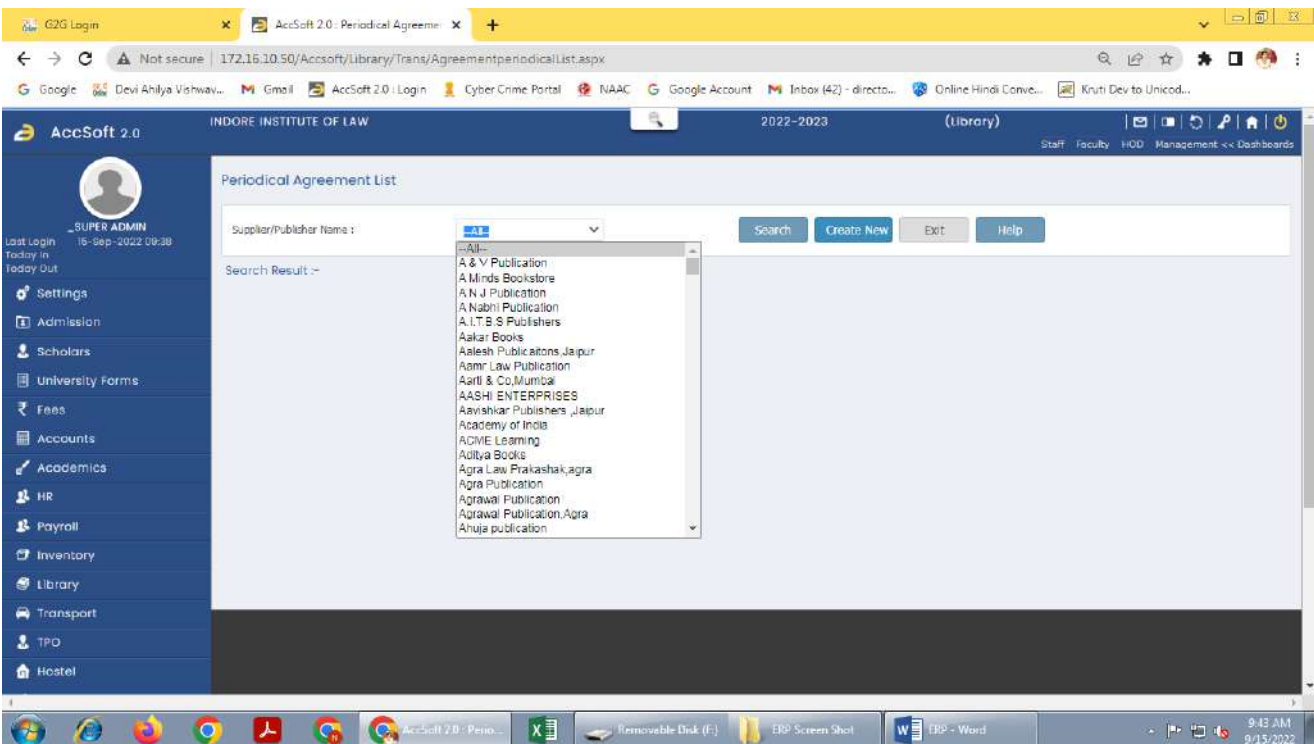 G2G Login
AccSoft 2.0 : Periodical Agreeme
Not secure 172.16.10.50/Accsoft/Library/Trans/AgreementperiodicalList.aspx
Google Devi Ahilya Vishwav... Gmail AccSoft 2.0 : Login Cyber Crime Portal NAAC Google Account Inbox (42) - directo... Online Hindi Conve... Kruti Dev to Unicod...
AccSoft 2.0 INDORE INSTITUTE OF LAW 2022-2023 (Library)
Staff Faculty HOD Management << Dashboards
_SUPER ADMIN
Last Login 15-Sep-2022 09:38
Today In
Today Out
Settings
Admission
Scholars
University Forms
Fees
Accounts
Academics
HR
Payroll
Inventory
Library
Transport
TPO
Hostel
Periodical Agreement List
Supplier/Publisher Name : --All-- Search Create New Exit Help
Search Result :-
--All--
A & V Publication
A Minds Bookstore
A N J Publication
A Nabhi Publication
A.I.T.B.S Publishers
Aakar Books
Aalesh Publicaitons,Jaipur
Aamr Law Publication
Aarti & Co,Mumbai
AASHI ENTERPRISES
Aavishkar Publishers ,Jaipur
Academy of India
ACME Learning
Aditya Books
Agra Law Prakashak,agra
Agra Publication
Agrawal Publication
Agrawal Publication,Agra
Ahuja publication
AccSoft 2.0 : Perio... Removable Disk (F:) ERP Screen Shot ERP - Word
9:43 AM
9/15/2022